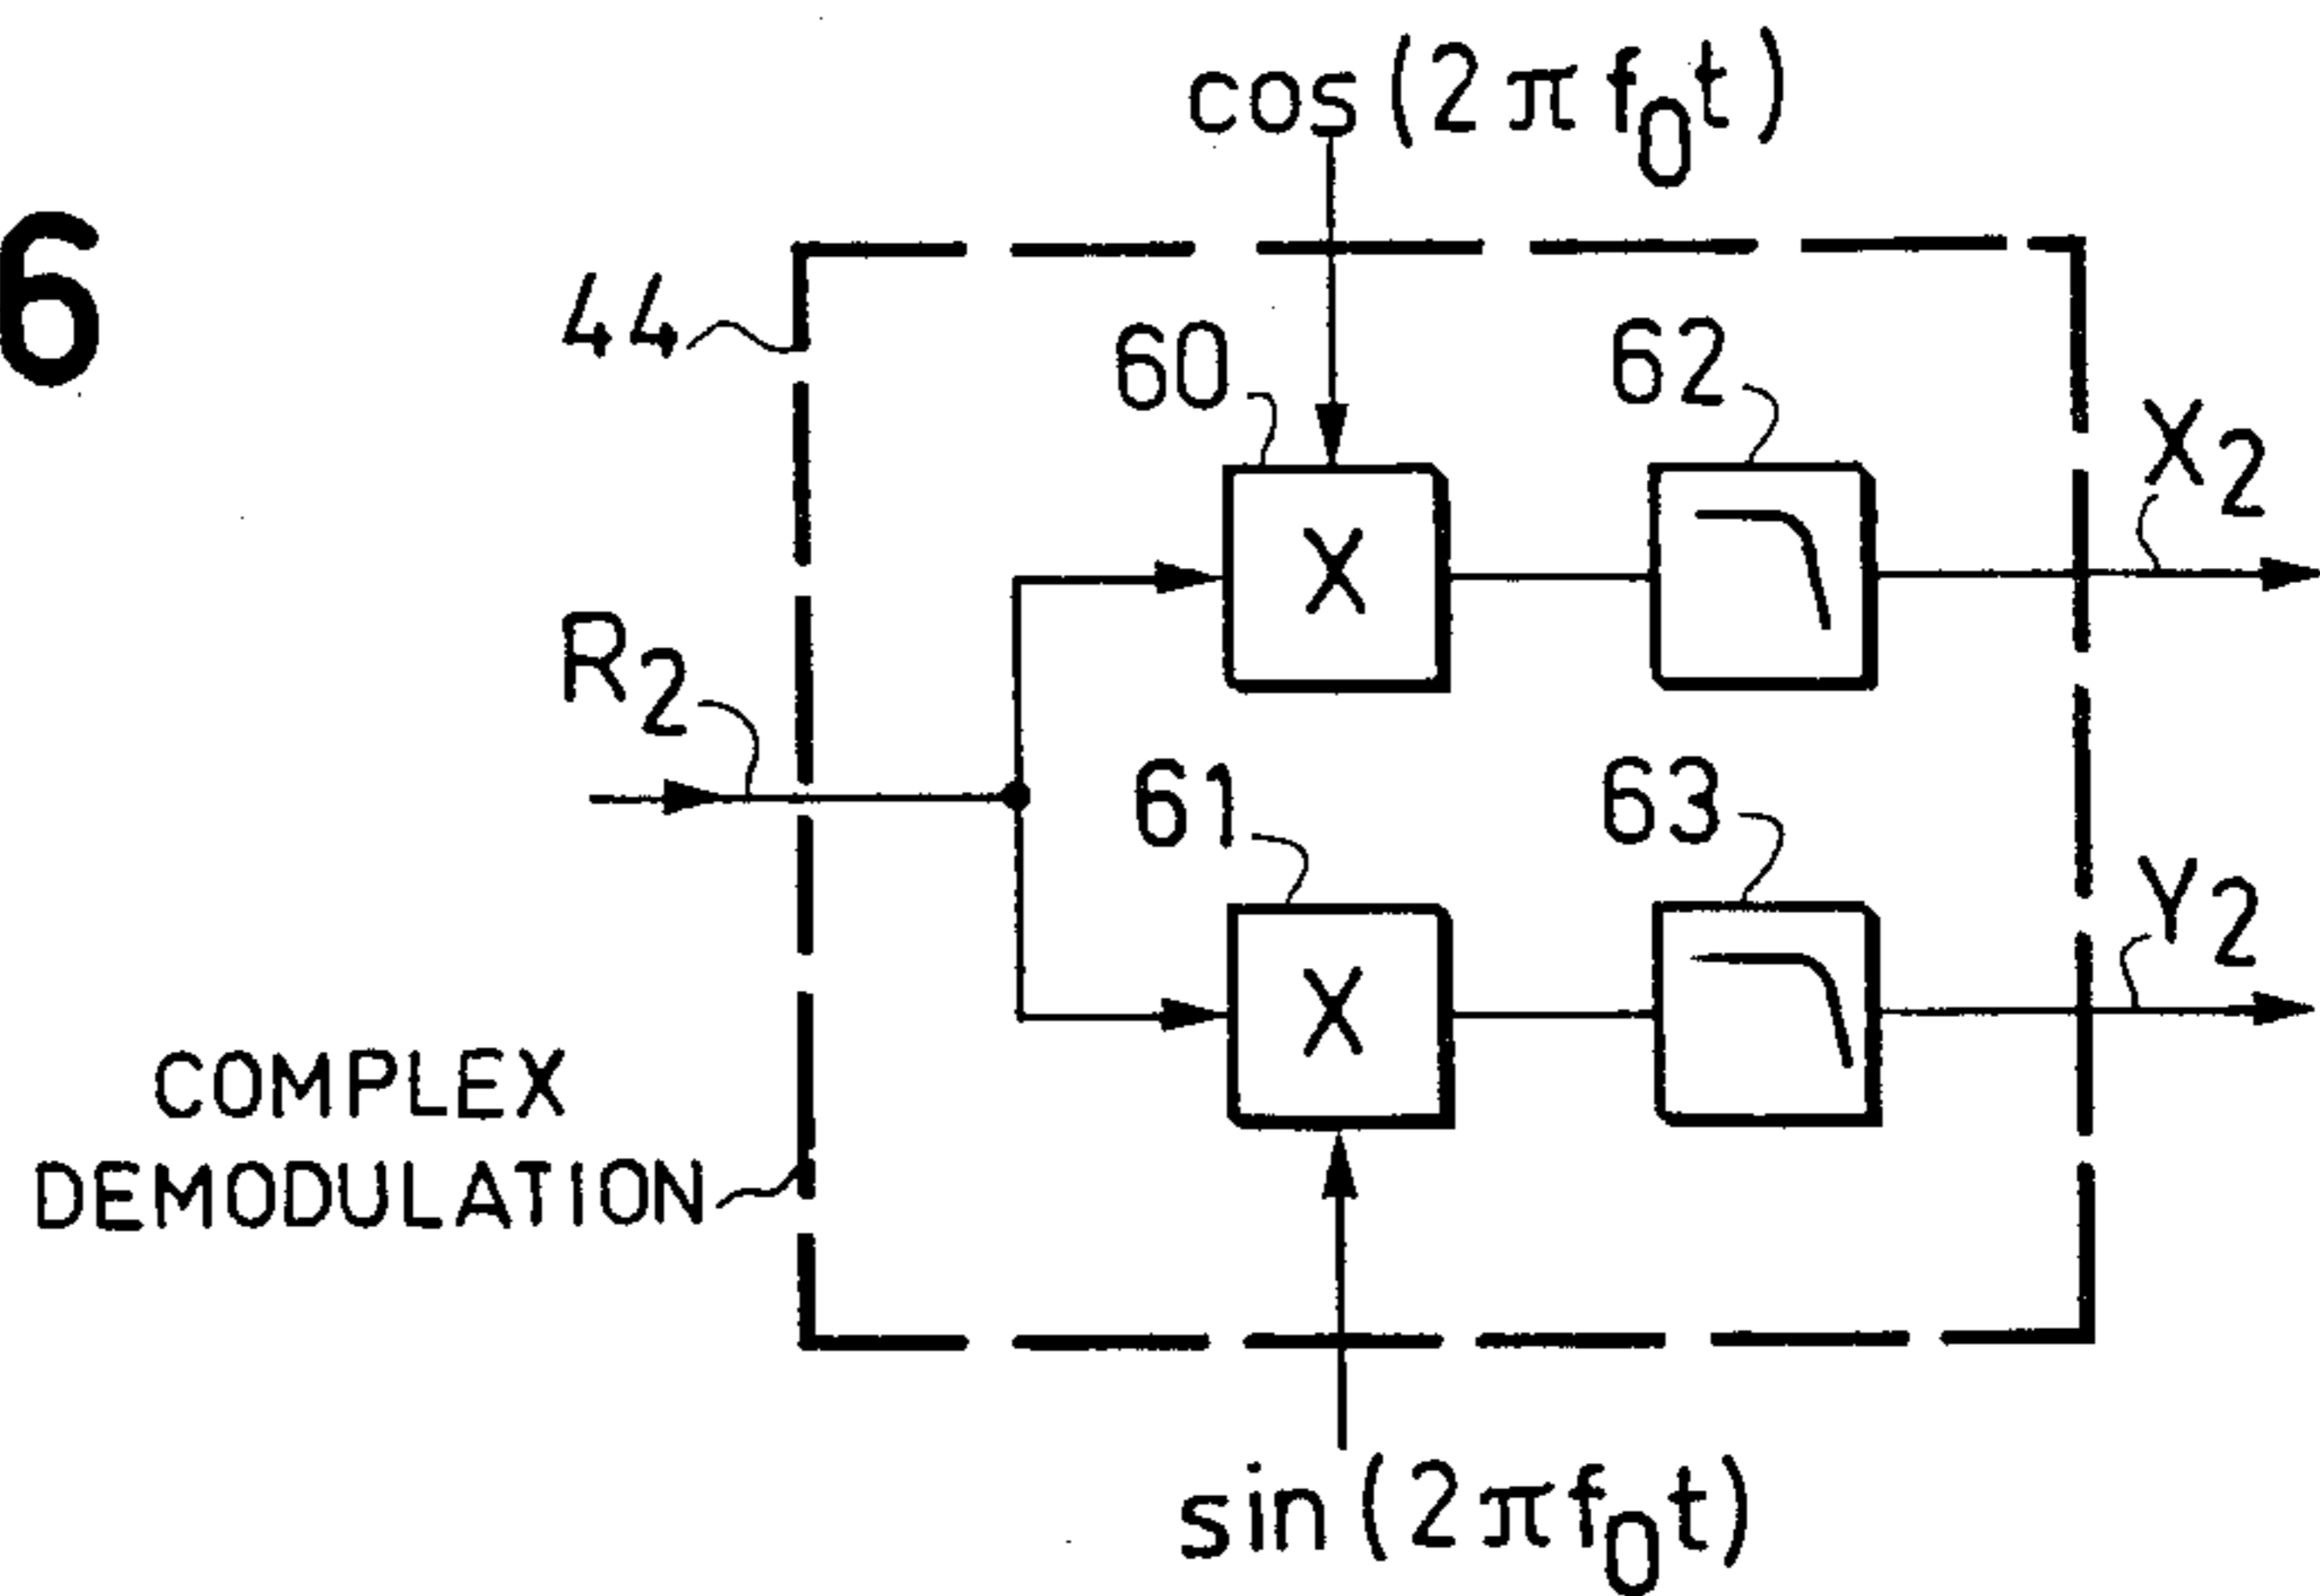 cos(2πf₀t)
6
44
60
62
X₂
X
R₂
61
63
Y₂
X
COMPLEX
DEMODULATION
sin(2πf₀t)